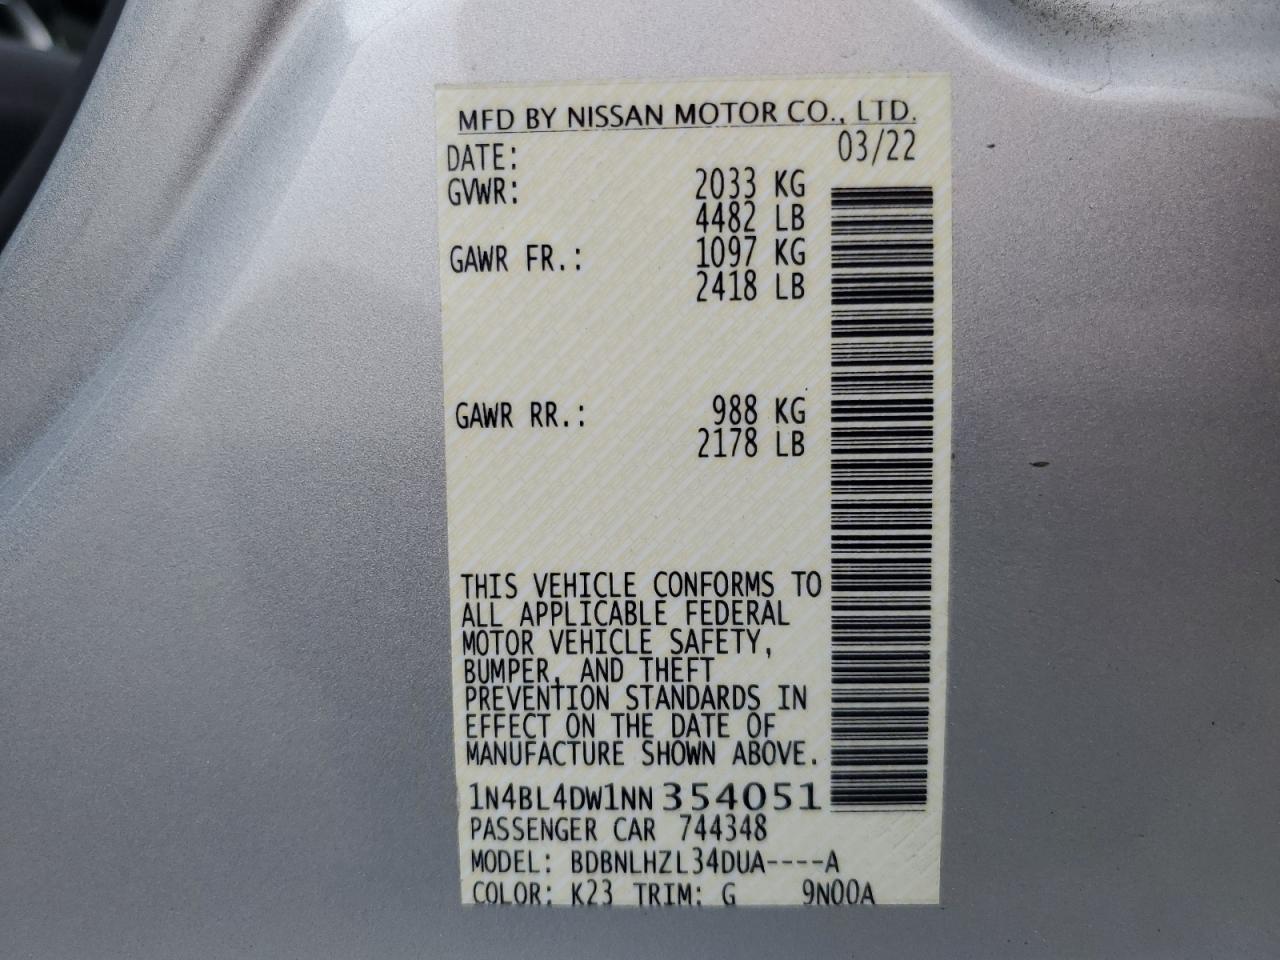 MFD BY NISSAN MOTOR CO., LTD.
DATE: 03/22
GVWR: 2033 KG
4482 LB
GAWR FR.: 1097 KG
2418 LB
GAWR RR.: 988 KG
2178 LB
THIS VEHICLE CONFORMS TO
ALL APPLICABLE FEDERAL
MOTOR VEHICLE SAFETY,
BUMPER, AND THEFT
PREVENTION STANDARDS IN
EFFECT ON THE DATE OF
MANUFACTURE SHOWN ABOVE.
1N4BL4DW1NN354051
PASSENGER CAR 744348
MODEL: BDBNLHZL34DUA----A
COLOR: K23 TRIM: G 9N00A